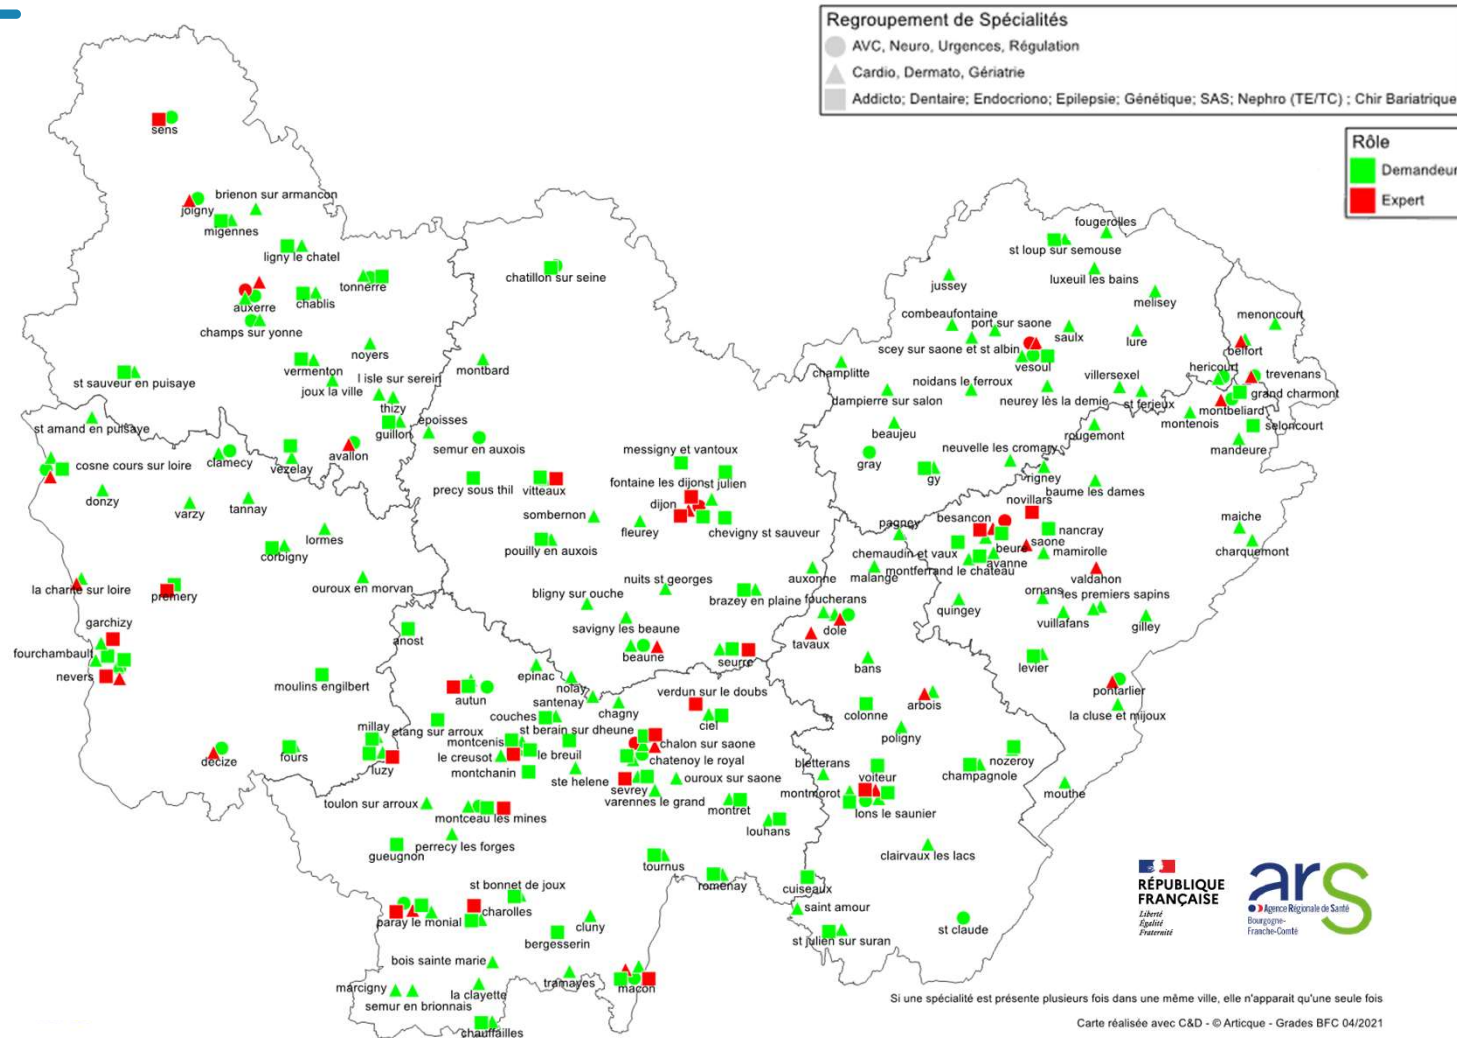 Regroupement de Spécialités
AVC, Neuro, Urgences, Régulation
Cardio, Dermato, Gériatrie
Addicto; Dentaire; Endocriono; Epilepsie; Génétique; SAS; Nephro (TE/TC) ; Chir Bariatrique
Rôle
Demandeur
Expert
sens
joigny
brienon sur armancon
migennes
ligny le chatel
tonnerre
chablis
auxerre
champs sur yonne
noyers
vermenton
joux la ville
l isle sur serein
thizy
guillon
st sauveur en puisaye
avallon
vezelay
chatillon sur seine
montbard
epoisses
semur en auxois
precy sous thil
vitteaux
messigny et vantoux
fontaine les dijon
st julien
dijon
chevigny st sauveur
sombernon
fleurey
pouilly en auxois
nuits st georges
bligny sur ouche
brazey en plaine
auxonne
savigny les beaune
beaune
seurre
st amand en puisaye
cosne cours sur loire
clamecy
donzy
varzy
tannay
lormes
corbigny
la charite sur loire
premery
ouroux en morvan
garchizy
fourchambault
nevers
moulins engilbert
decize
fours
millay
luzy
anost
autun
epinac
nolay
santenay
chagny
verdun sur le doubs
ciel
etang sur arroux
couches
st berain sur dheune
montcenis
le creusot
le breuil
montchanin
chalon sur saone
chatenoy le royal
ste helene
sevrey
ouroux sur saone
varennes le grand
montret
louhans
toulon sur arroux
montceau les mines
perrecy les forges
gueugnon
tournus
romenay
cuiseaux
st bonnet de joux
charolles
paray le monial
cluny
bergesserin
bois sainte marie
marcigny
semur en brionnais
la clayette
tramayes
macon
chauffailles
fougerolles
st loup sur semouse
luxeuil les bains
jussey
melisey
combeaufontaine
port sur saone
saulx
lure
scey sur saone et st albin
vesoul
champlitte
noidans le ferroux
villersexel
dampierre sur salon
neurey lès la demie
st ferjeux
beaujeu
gray
gy
neuvelle les cromary
rigney
rougemont
menoncourt
belfort
hericourt
trevenans
grand charmont
montbeliard
montenois
seloncourt
mandeure
baume les dames
novillars
besancon
pagney
nancray
beure
saone
mamirolle
chemaudin et vaux
avanne
montferrand le chateau
malange
valdahon
maiche
charquemont
ornans
les premiers sapins
quingey
vuillafans
gilley
levier
pontarlier
la cluse et mijoux
mouthe
foucherans
dole
tavaux
bans
colonne
arbois
poligny
bletterans
voiteur
champagnole
nozeroy
montmorot
lons le saunier
clairvaux les lacs
saint amour
st julien sur suran
st claude
RÉPUBLIQUE
FRANÇAISE
Liberté
Égalité
Fraternité
ars
Agence Régionale de Santé
Bourgogne-
Franche-Comté
Si une spécialité est présente plusieurs fois dans une même ville, elle n'apparait qu'une seule fois
Carte réalisée avec C&D - © Articque - Grades BFC 04/2021